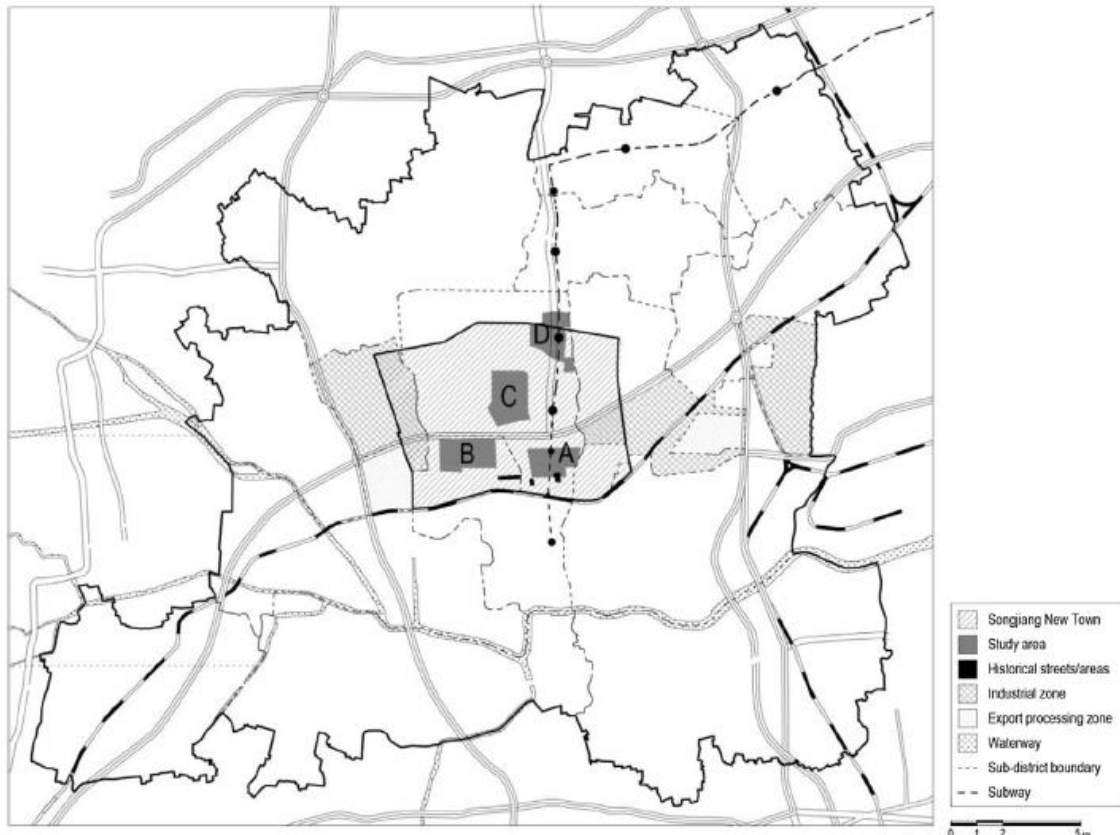 D
C
B
A
Songjiang New Town
Study area
Historical streets/areas
Industrial zone
Export processing zone
Waterway
Sub-district boundary
Subway
0 1 2 5